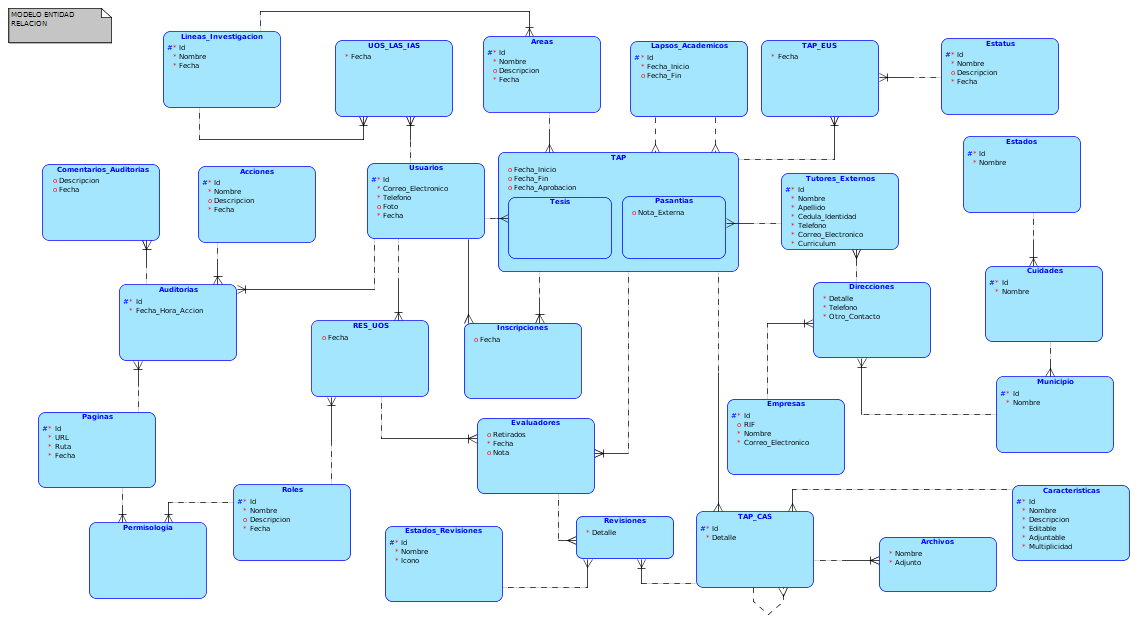 MODELO ENTIDAD
RELACION
Lineas_Investigacion
#* Id
* Nombre
* Fecha
UOS_LAS_IAS
* Fecha
Areas
#* Id
* Nombre
o Descripcion
* Fecha
Lapsos_Academicos
#* Id
* Fecha_Inicio
o Fecha_Fin
TAP_EUS
* Fecha
Estatus
#* Id
* Nombre
o Descripcion
* Fecha
Comentarios_Auditorias
o Descripcion
o Fecha
Acciones
#* Id
* Nombre
o Descripcion
* Fecha
Usuarios
#* Id
* Correo_Electronico
* Telefono
o Foto
* Fecha
TAP
o Fecha_Inicio
o Fecha_Fin
o Fecha_Aprobacion
Tesis
Pasantias
o Nota_Externa
Tutores_Externos
#* Id
* Nombre
* Apellido
* Cedula_Identidad
* Telefono
* Correo_Electronico
* Curriculum
Estados
#* Id
* Nombre
Auditorias
#* Id
* Fecha_Hora_Accion
RES_UOS
o Fecha
Inscripciones
o Fecha
Direcciones
* Detalle
* Telefono
* Otro_Contacto
Cuidades
#* Id
* Nombre
Municipio
#* Id
* Nombre
Paginas
#* Id
* URL
* Ruta
* Fecha
Evaluadores
o Retirados
* Fecha
o Nota
Empresas
#* Id
o RIF
* Nombre
* Correo_Electronico
Permisologia
Roles
#* Id
* Nombre
o Descripcion
* Fecha
Estados_Revisiones
#* Id
* Nombre
* Icono
Revisiones
* Detalle
TAP_CAS
#* Id
* Detalle
Archivos
* Nombre
* Adjunto
Caracteristicas
#* Id
* Nombre
* Descripcion
* Editable
* Adjuntable
* Multiplicidad